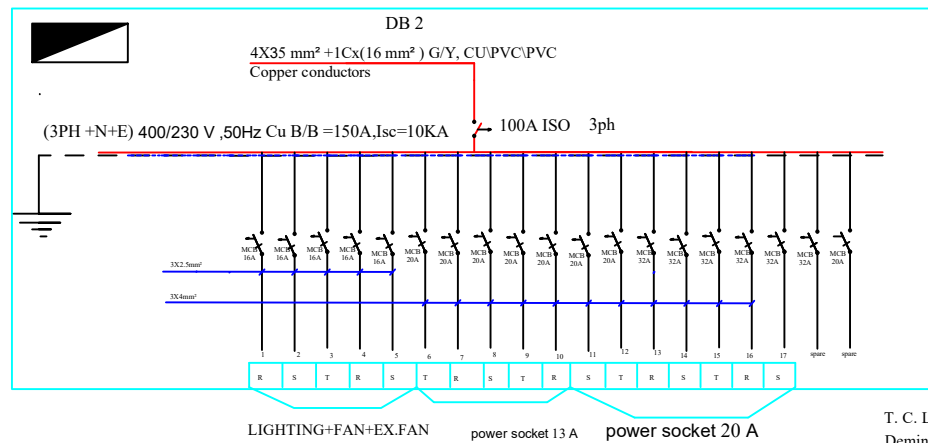 DB 2
4X35 mm² +1Cx(16 mm² ) G/Y, CU\PVC\PVC
Copper conductors
.
(3PH +N+E) 400/230 V ,50Hz Cu B/B =150A,Isc=10KA
100A ISO 3ph
MCB 16A
MCB 16A
MCB 16A
MCB 16A
MCB 16A
MCB 20A
MCB 20A
MCB 20A
MCB 20A
MCB 20A
MCB 20A
MCB 20A
MCB 32A
MCB 32A
MCB 32A
MCB 32A
MCB 32A
MCB 20A
3X2.5mm²
3X4mm²
1 2 3 4 5 6 7 8 9 10 11 12 13 14 15 16 17 spare spare
R S T R S T R S T R S T R S T R S
LIGHTING+FAN+EX.FAN
power socket 13 A
power socket 20 A
T. C. L
Demin